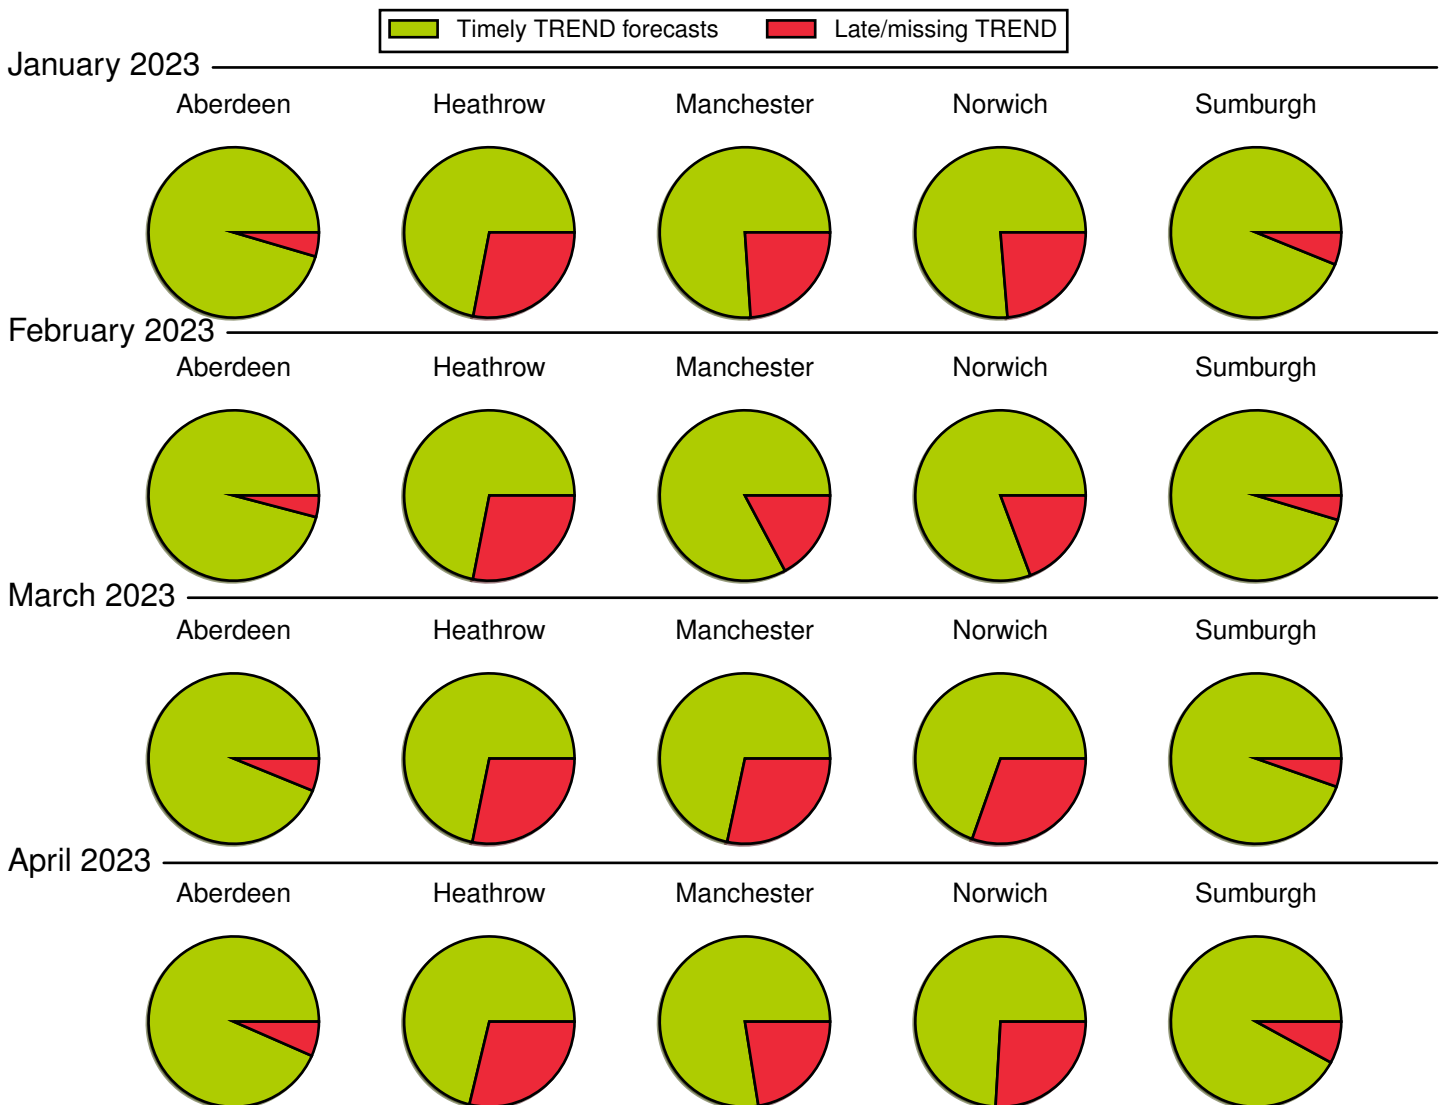 Timely TREND forecasts Late/missing TREND
January 2023
Aberdeen Heathrow Manchester Norwich Sumburgh
February 2023
Aberdeen Heathrow Manchester Norwich Sumburgh
March 2023
Aberdeen Heathrow Manchester Norwich Sumburgh
April 2023
Aberdeen Heathrow Manchester Norwich Sumburgh